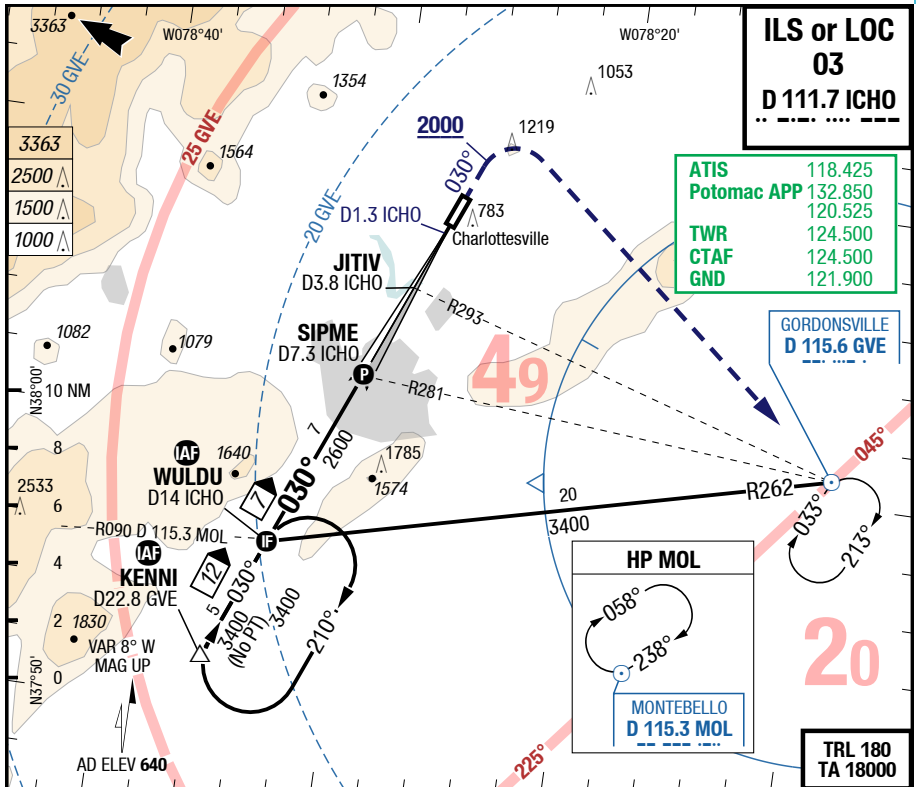 3363
W078°40'
W078°20'
ILS or LOC
03
D 111.7 ICHO
30 GVE
1354
1053
25 GVE
2000
1219
3363
2500
1500
1000
1564
030°
ATIS 118.425
Potomac APP 132.850
120.525
TWR 124.500
CTAF 124.500
GND 121.900
20 GVE
D1.3 ICHO
783
Charlottesville
JITIV
D3.8 ICHO
R293
1082
1079
SIPME
D7.3 ICHO
P
R281
49
GORDONSVILLE
D 115.6 GVE
N38°00'
10 NM
8
6
4
2
0
7
2600
045°
IAF
WULDU
D14 ICHO
1640
1785
1574
2533
7
030°
20
3400
R262
033°
213°
R090 D 115.3 MOL
IF
IAF
KENNI
D22.8 GVE
12
030°
5
3400
(No PT)
3400
210°
HP MOL
058°
238°
MONTEBELLO
D 115.3 MOL
20
1830
VAR 8° W
MAG UP
N37°50'
AD ELEV 640
225°
TRL 180
TA 18000